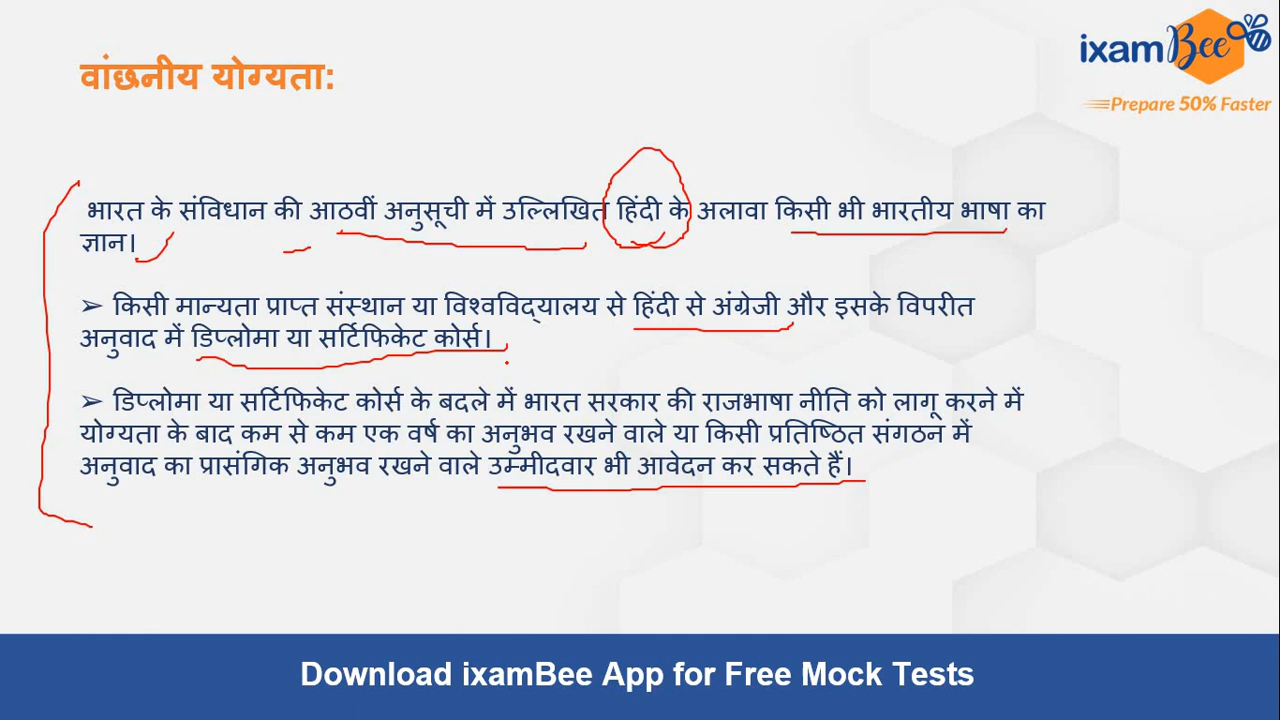 ixamBee
Prepare 50% Faster
वांछनीय योग्यता:
भारत के संविधान की आठवीं अनुसूची में उल्लिखित हिंदी के अलावा किसी भी भारतीय भाषा का
ज्ञान।
➢ किसी मान्यता प्राप्त संस्थान या विश्वविद्यालय से हिंदी से अंग्रेजी और इसके विपरीत
अनुवाद में डिप्लोमा या सर्टिफिकेट कोर्स।
➢ डिप्लोमा या सर्टिफिकेट कोर्स के बदले में भारत सरकार की राजभाषा नीति को लागू करने में
योग्यता के बाद कम से कम एक वर्ष का अनुभव रखने वाले या किसी प्रतिष्ठित संगठन में
अनुवाद का प्रासंगिक अनुभव रखने वाले उम्मीदवार भी आवेदन कर सकते हैं।
Download ixamBee App for Free Mock Tests